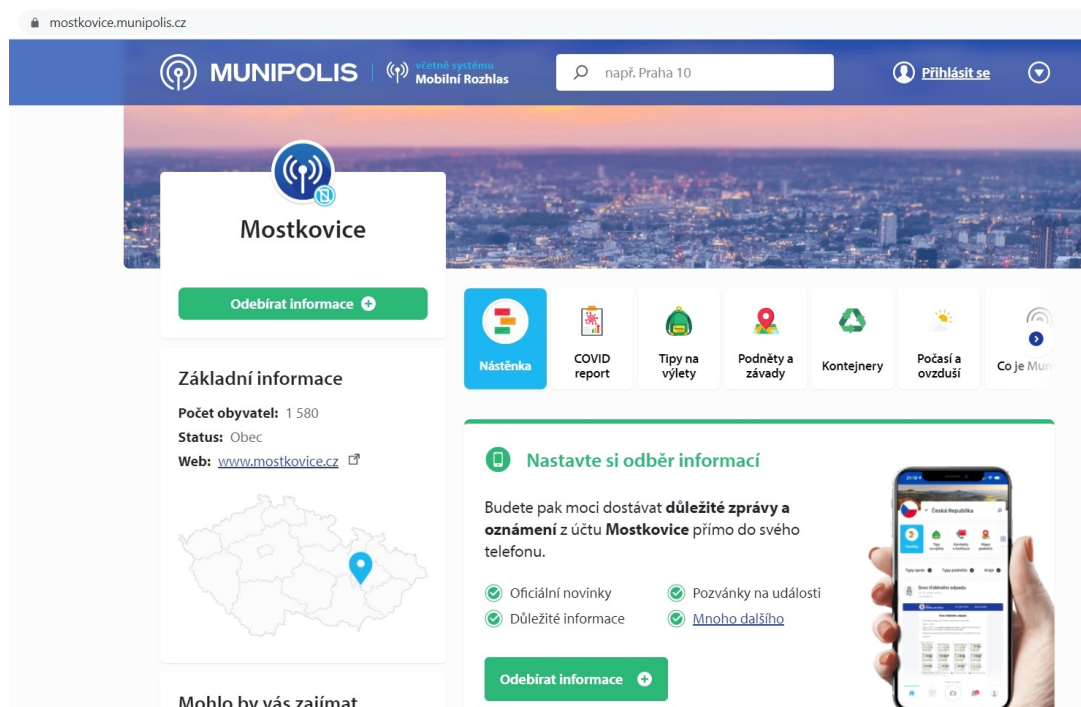 mostkovice.munipolis.cz
MUNIPOLIS
včetně systému
Mobilní Rozhlas
např. Praha 10
Přihlásit se
Mostkovice
Odebírat informace
Nástěnka
COVID
report
Tipy na
výlety
Podněty a
závady
Kontejnery
Počasí a
ovzduší
Co je Mun
Základní informace
Počet obyvatel: 1 580
Status: Obec
Web: www.mostkovice.cz
Mohlo by vás zajímat
Nastavte si odběr informací
Budete pak moci dostávat důležité zprávy a
oznámení z účtu Mostkovice přímo do svého
telefonu.
Oficiální novinky
Pozvánky na události
Důležité informace
Mnoho dalšího
Odebírat informace
Česká Republika